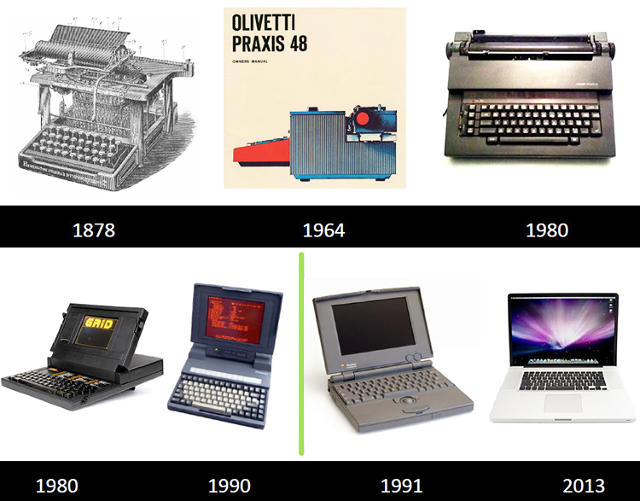 OLIVETTI
PRAXIS 48
OWNERS MANUAL
1878
1964
1980
GRiD
1980
1990
1991
2013